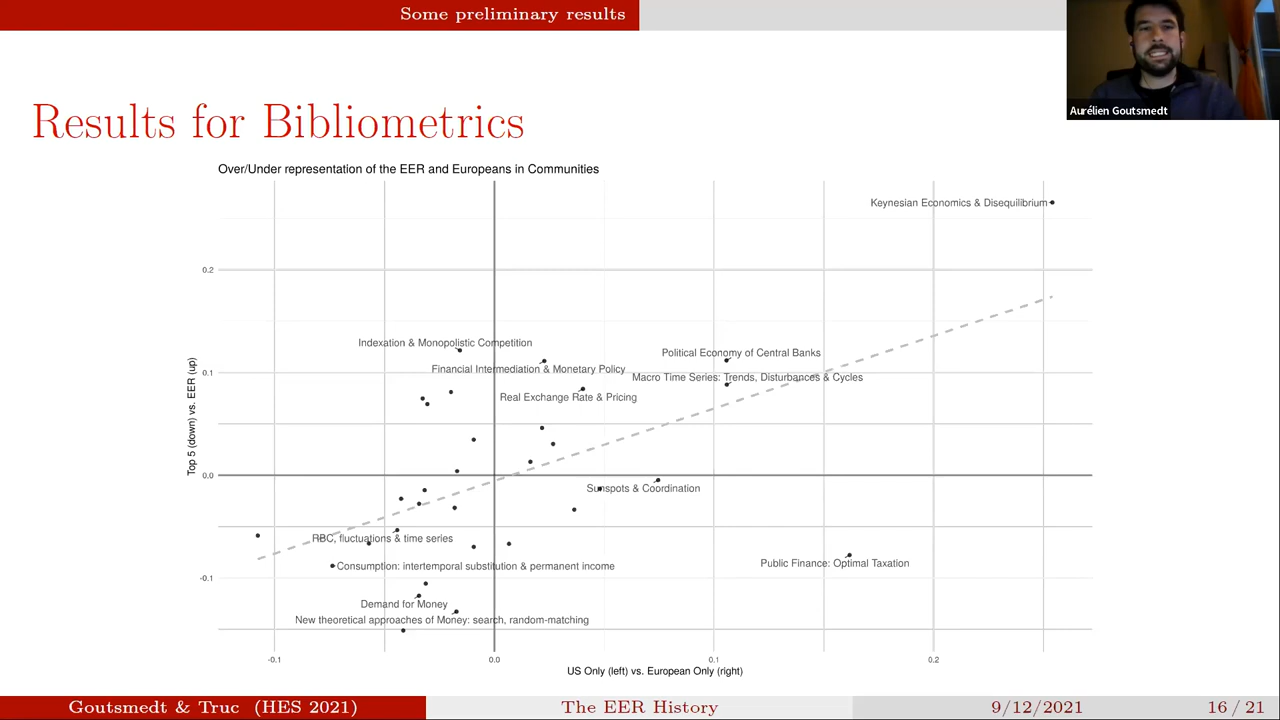 Some preliminary results
Aurélien Goutsmedt
Results for Bibliometrics
Over/Under representation of the EER and Europeans in Communities
Keynesian Economics & Disequilibrium
0.2
Indexation & Monopolistic Competition
Political Economy of Central Banks
Financial Intermediation & Monetary Policy
0.1
Macro Time Series: Trends, Disturbances & Cycles
Real Exchange Rate & Pricing
Top 5 (down) vs. EER (up)
0.0
Sunspots & Coordination
RBC, fluctuations & time series
Public Finance: Optimal Taxation
Consumption: intertemporal substitution & permanent income
-0.1
Demand for Money
New theoretical approaches of Money: search, random-matching
-0.1 0.0 0.1 0.2
US Only (left) vs. European Only (right)
Goutsmedt & Truc (HES 2021) The EER History 9/12/2021 16 / 21